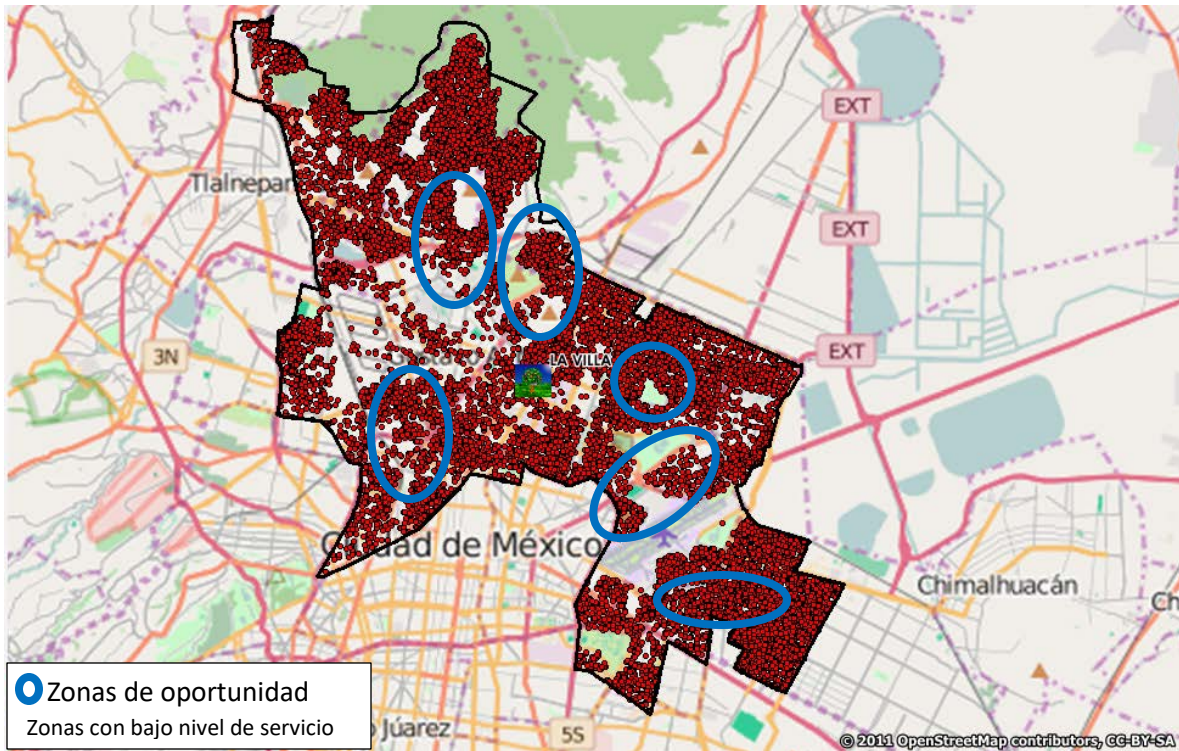 EXT
Tlalnepan
EXT
3N
EXT
LA VILLA
Ciudad de México
Chimalhuacán
Ch
Zonas de oportunidad
Zonas con bajo nivel de servicio
o Júarez
5S
© 2011 OpenStreetMap contributors, CC-BY-SA